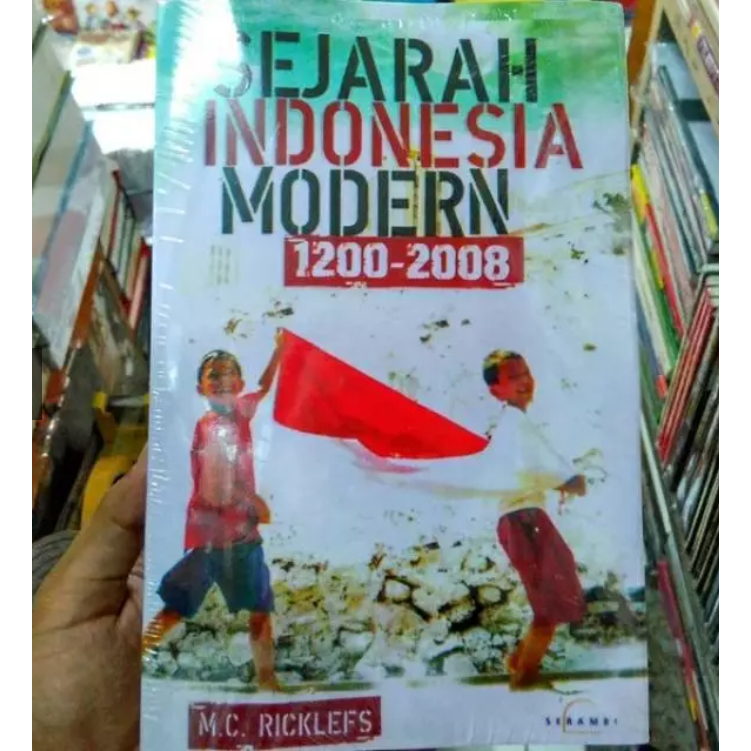 SEJARAH
INDONESIA
MODERN
1200-2008
M.C. RICKLEFS
SERAMBI